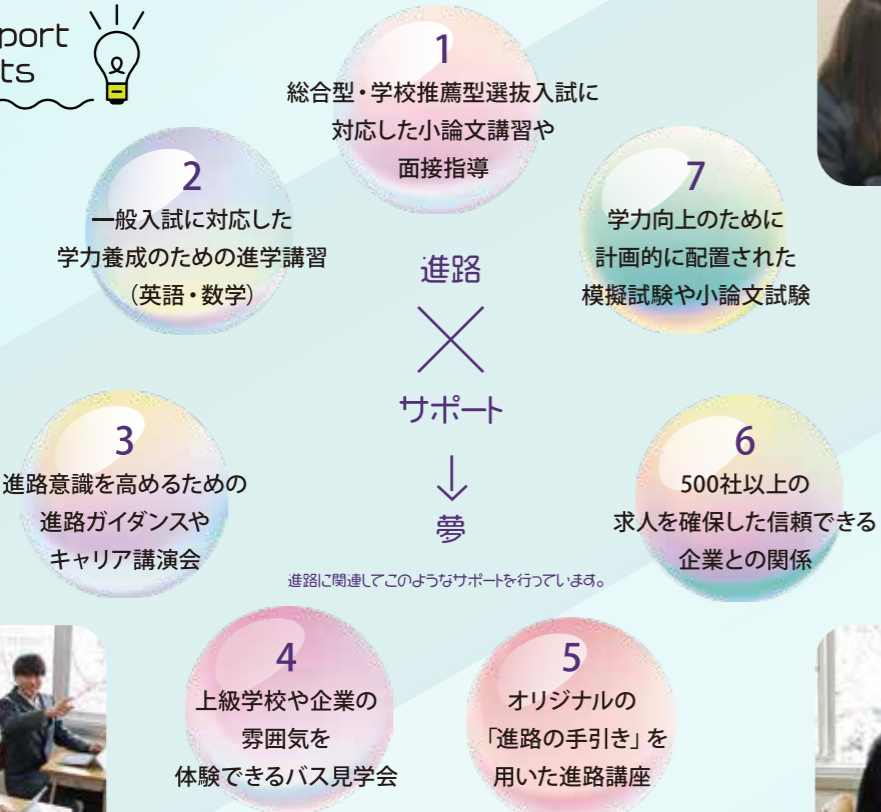 1
総合型・学校推薦型選抜入試に
対応した小論文講習や
面接指導
2
一般入試に対応した
学力養成のための進学講習
（英語・数学）
7
学力向上のために
計画的に配置された
模擬試験や小論文試験
進路
×
サポート
↓
夢
進路に関連してこのようなサポートを行っています。
3
進路意識を高めるための
進路ガイダンスや
キャリア講演会
6
500社以上の
求人を確保した信頼できる
企業との関係
4
上級学校や企業の
雰囲気を
体験できるバス見学会
5
オリジナルの
「進路の手引き」を
用いた進路講座